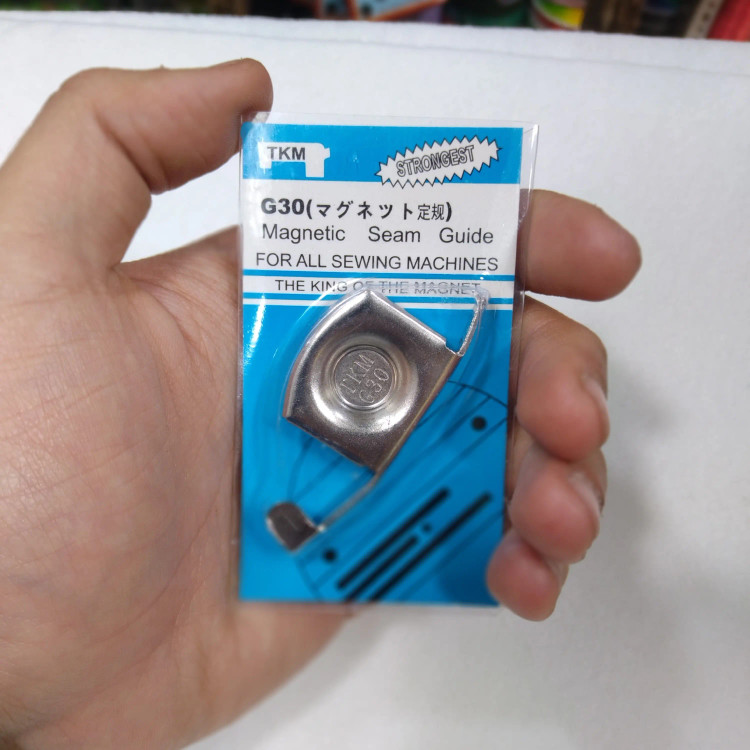 TKM
STRONGEST
G30(マグネット定规)
Magnetic Seam Guide
FOR ALL SEWING MACHINES
THE KING OF THE MAGNET
TKM
G30